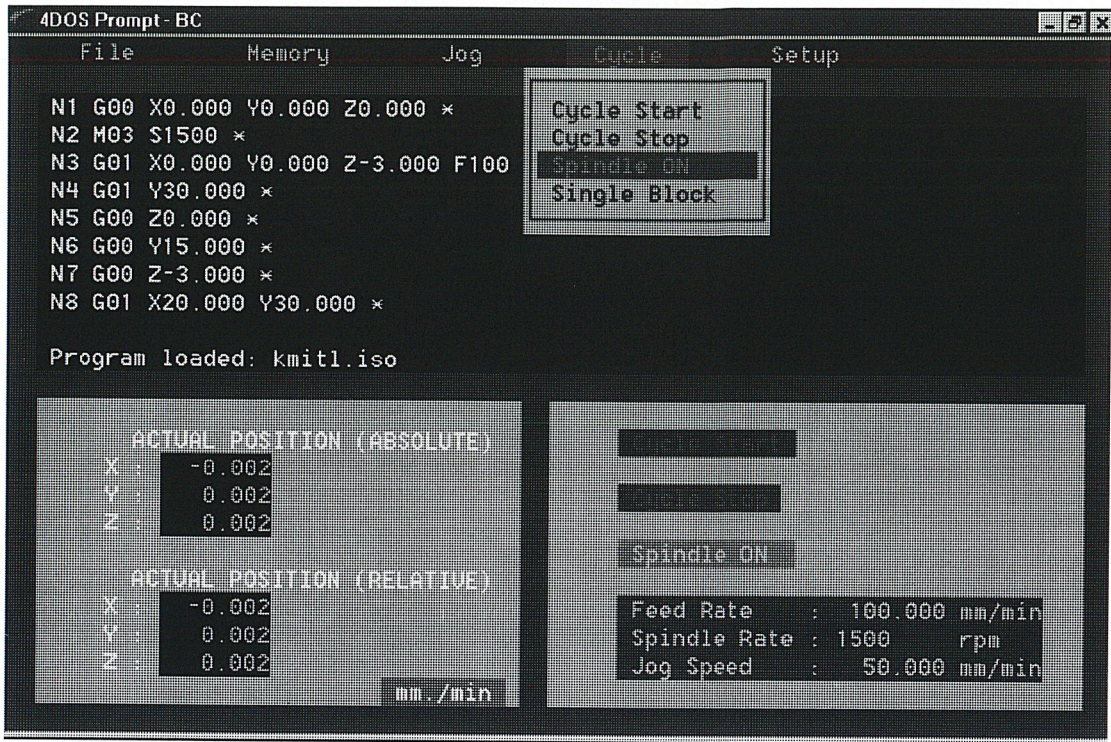 4DOS Prompt - BC
File Memory Jog Cycle Setup
N1 G00 X0.000 Y0.000 Z0.000 *
N2 M03 S1500 *
N3 G01 X0.000 Y0.000 Z-3.000 F100
N4 G01 Y30.000 *
N5 G00 Z0.000 *
N6 G00 Y15.000 *
N7 G00 Z-3.000 *
N8 G01 X20.000 Y30.000 *
Program loaded: kmitl.iso
Cycle Start
Cycle Stop
Spindle ON
Single Block
ACTUAL POSITION (ABSOLUTE)
X : -0.002
Y : 0.002
Z : 0.002
ACTUAL POSITION (RELATIVE)
X : -0.002
Y : 0.002
Z : 0.002
mm./min
Cycle Start
Cycle Stop
Spindle ON
Feed Rate : 100.000 mm/min
Spindle Rate : 1500 rpm
Jog Speed : 50.000 mm/min